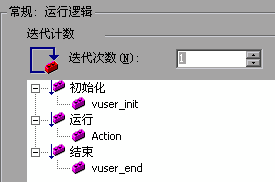 常规: 运行逻辑
迭代计数
迭代次数(N): 1
初始化
vuser_init
运行
Action
结束
vuser_end